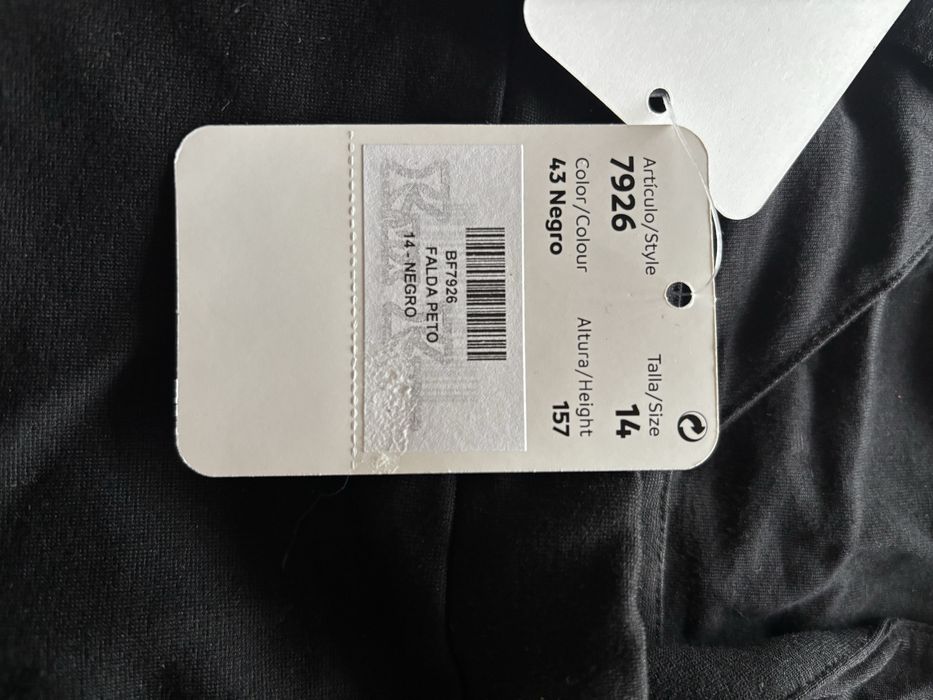 Artículo/Style
7926
Talla/Size
14
Color/Colour
43 Negro
Altura/Height
157
BF7926
FALDA PETO
14 - NEGRO